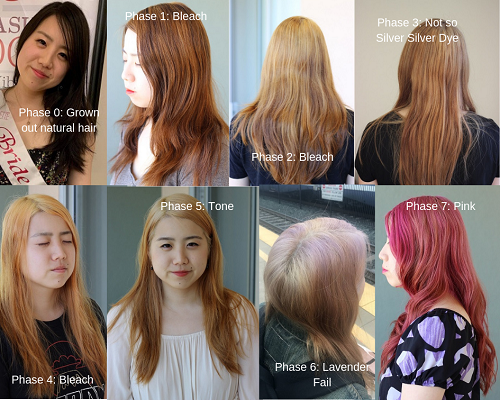 Phase 0: Grown
out natural hair
Bride
Phase 1: Bleach
Phase 2: Bleach
Phase 3: Not so
Silver Silver Dye
Phase 4: Bleach
Phase 5: Tone
Phase 6: Lavender
Fail
Phase 7: Pink